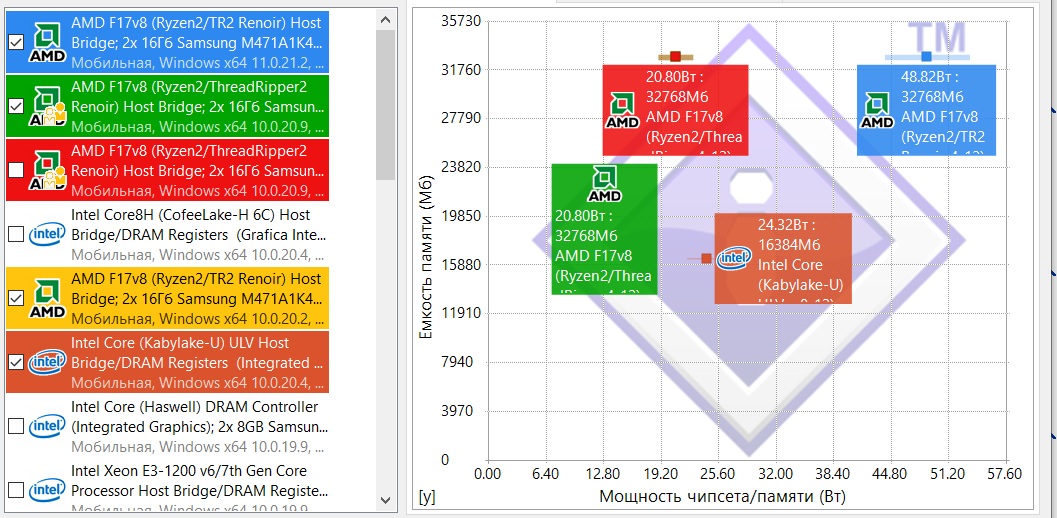 AMD F17v8 (Ryzen2/TR2 Renoir) Host
Bridge; 2x 16Гб Samsung M471A1K4...
Мобильная, Windows x64 11.0.21.2, ...
AMD F17v8 (Ryzen2/ThreadRipper2
Renoir) Host Bridge; 2x 16Гб Samsun...
Мобильная, Windows x64 10.0.20.9, ...
AMD F17v8 (Ryzen2/ThreadRipper2
Renoir) Host Bridge; 2x 16Гб Samsun...
Мобильная, Windows x64 10.0.20.9, ...
Intel Core8H (CofeeLake-H 6C) Host
Bridge/DRAM Registers (Grafica Inte...
Мобильная, Windows x64 10.0.20.4, ...
AMD F17v8 (Ryzen2/TR2 Renoir) Host
Bridge; 2x 16Гб Samsung M471A1K4...
Мобильная, Windows x64 10.0.20.2, ...
Intel Core (Kabylake-U) ULV Host
Bridge/DRAM Registers (Integrated ...
Мобильная, Windows x64 10.0.20.4, ...
Intel Core (Haswell) DRAM Controller
(Integrated Graphics); 2x 8GB Samsun...
Мобильная, Windows x64 10.0.19.9, ...
Intel Xeon E3-1200 v6/7th Gen Core
Processor Host Bridge/DRAM Registe...
Мобильная, Windows x64 10.0.19.9, ...
AMD
AMD
AMD
intel
AMD
intel
intel
intel
Емкость памяти (Мб)
35730
31760
27790
23820
19850
15880
11910
7940
3970
0
TM
20.80Вт :
32768Мб
AMD F17v8
(Ryzen2/Threa
AMD
48.82Вт :
32768Мб
AMD F17v8
(Ryzen2/TR2
AMD
AMD
20.80Вт :
32768Мб
AMD F17v8
(Ryzen2/Threa
24.32Вт :
16384Мб
Intel Core
(Kabylake-U)
intel
0.00 6.40 12.80 19.20 25.60 32.00 38.40 44.80 51.20 57.60
[y]
Мощность чипсета/памяти (Вт)